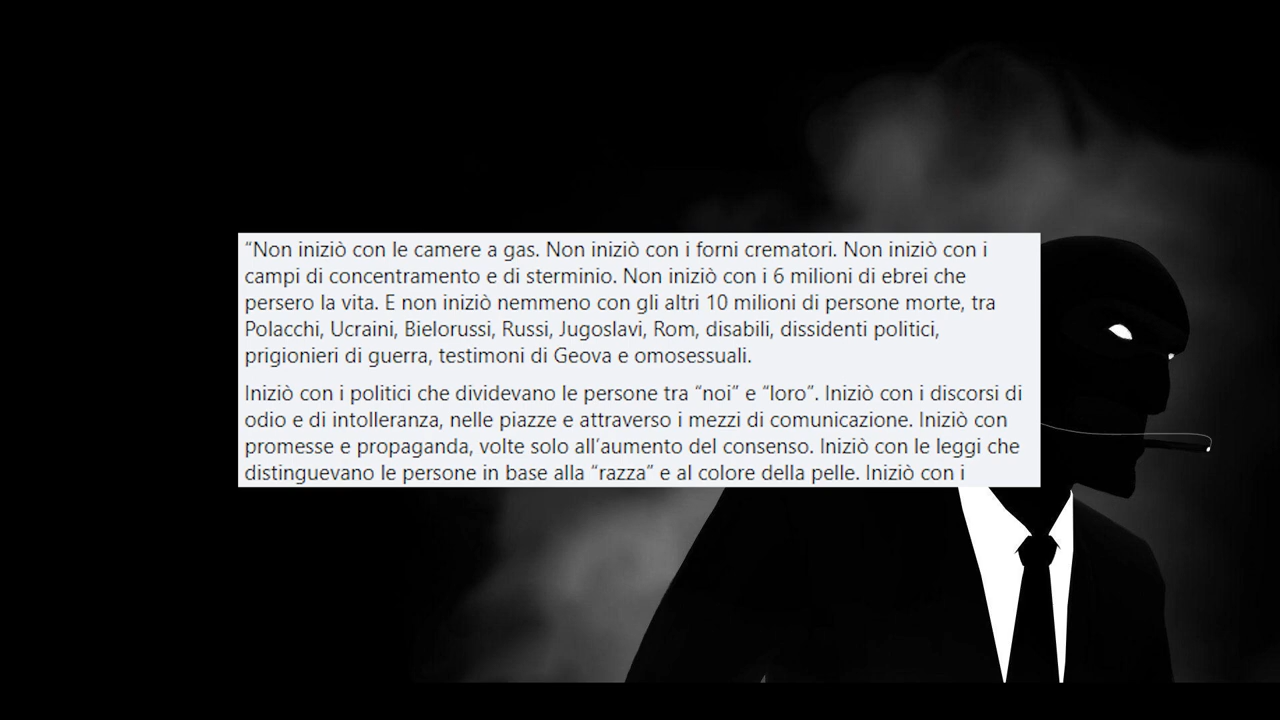 “Non iniziò con le camere a gas. Non iniziò con i forni crematori. Non iniziò con i
campi di concentramento e di sterminio. Non iniziò con i 6 milioni di ebrei che
persero la vita. E non iniziò nemmeno con gli altri 10 milioni di persone morte, tra
Polacchi, Ucraini, Bielorussi, Russi, Jugoslavi, Rom, disabili, dissidenti politici,
prigionieri di guerra, testimoni di Geova e omosessuali.
Iniziò con i politici che dividevano le persone tra “noi” e “loro”. Iniziò con i discorsi di
odio e di intolleranza, nelle piazze e attraverso i mezzi di comunicazione. Iniziò con
promesse e propaganda, volte solo all’aumento del consenso. Iniziò con le leggi che
distinguevano le persone in base alla “razza” e al colore della pelle. Iniziò con i